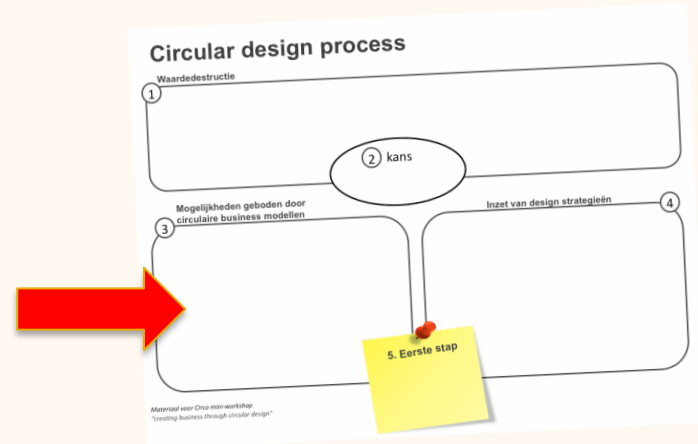 Circular design process
Waardedestructie
1
2 kans
Mogelijkheden geboden door
circulaire business modellen
3
Inzet van design strategieën
4
5. Eerste stap
Materiaal voor Circo mini-workshop
"creating business through circular design"